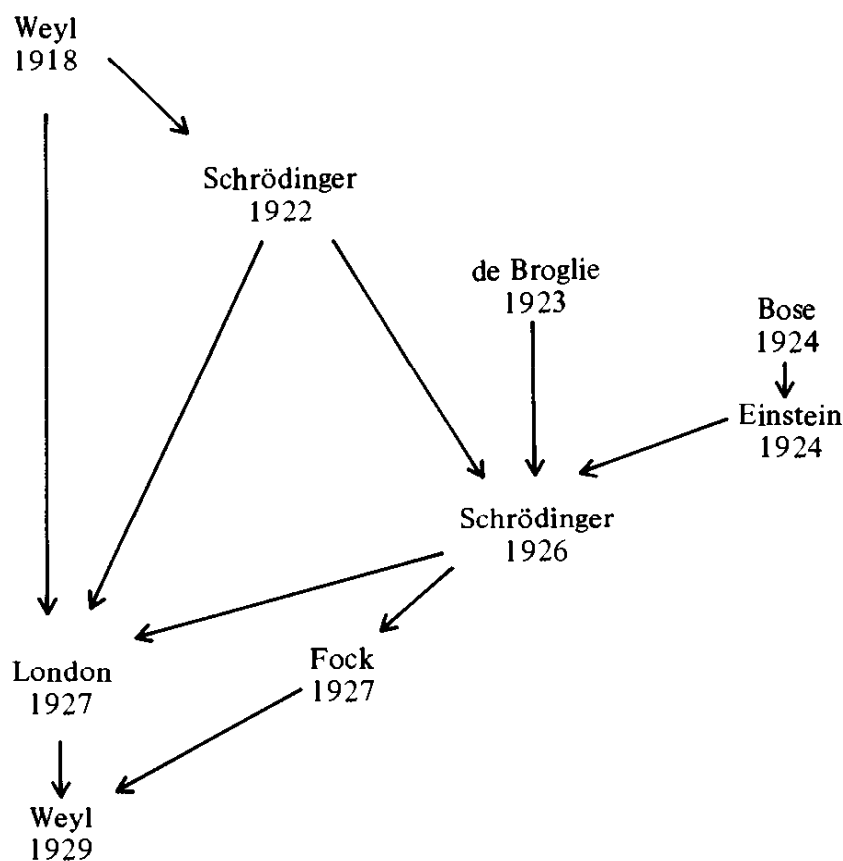 Weyl
1918
Schrödinger
1922
de Broglie
1923
Bose
1924
Einstein
1924
Schrödinger
1926
London
1927
Fock
1927
Weyl
1929